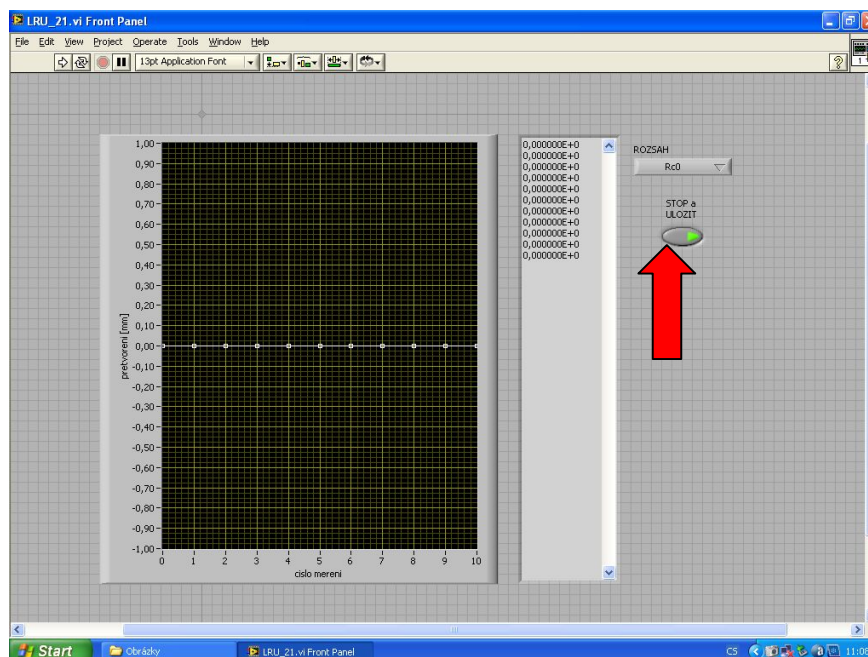 LRU_21.vi Front Panel
File Edit View Project Operate Tools Window Help
13pt Application Font
1,00
0,90
0,80
0,70
0,60
0,50
0,40
0,30
0,20
0,10
0,00
-0,10
-0,20
-0,30
-0,40
-0,50
-0,60
-0,70
-0,80
-0,90
-1,00
pretvoreni [mm]
0 1 2 3 4 5 6 7 8 9 10
cislo mereni
0,000000E+0
0,000000E+0
0,000000E+0
0,000000E+0
0,000000E+0
0,000000E+0
0,000000E+0
0,000000E+0
0,000000E+0
0,000000E+0
0,000000E+0
ROZSAH
Rc0
STOP a
ULOZIT
Start Obrázky LRU_21.vi Front Panel CS